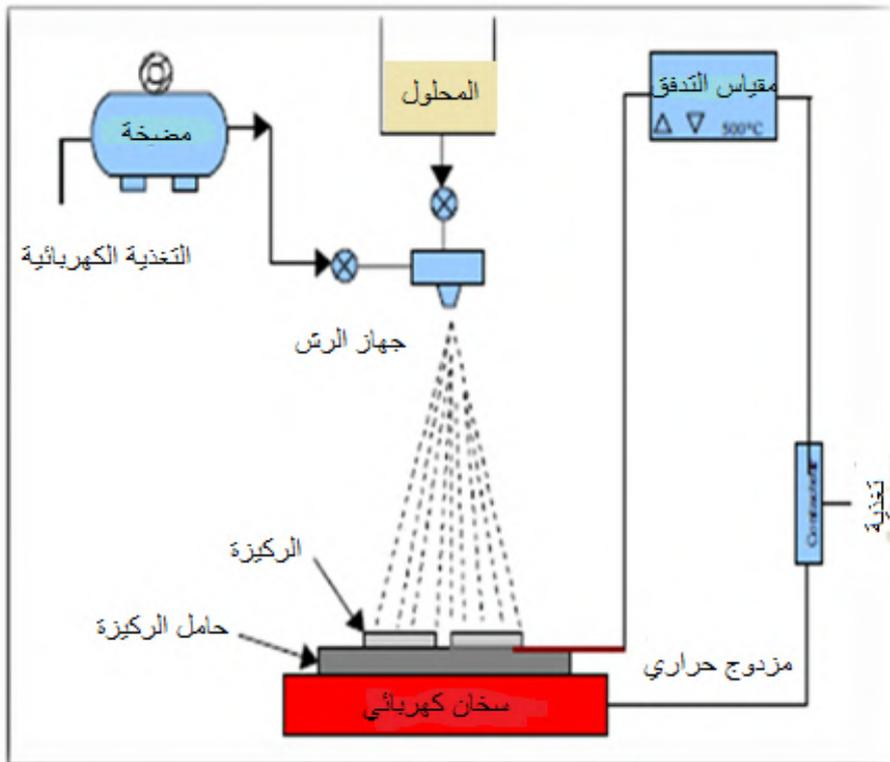 المحلول
مقياس التدفق
500°C
مضخة
التغذية الكهربائية
جهاز الرش
تغذية
الركيزة
حامل الركيزة
مزدوج حراري
سخان كهربائي